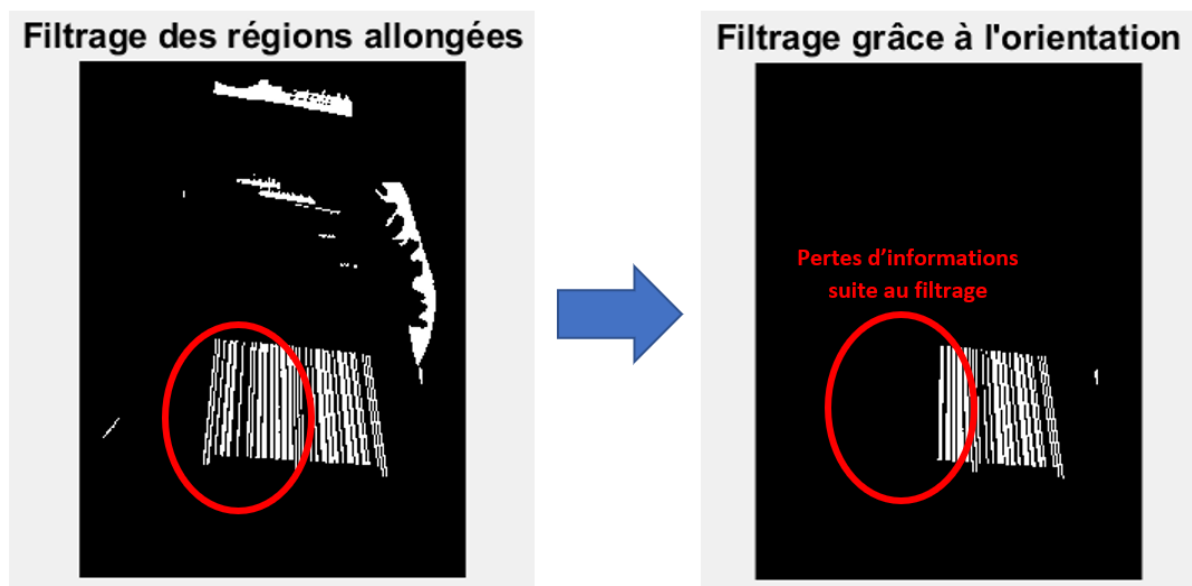 Filtrage des régions allongées
Filtrage grâce à l'orientation
Pertes d’informations
suite au filtrage